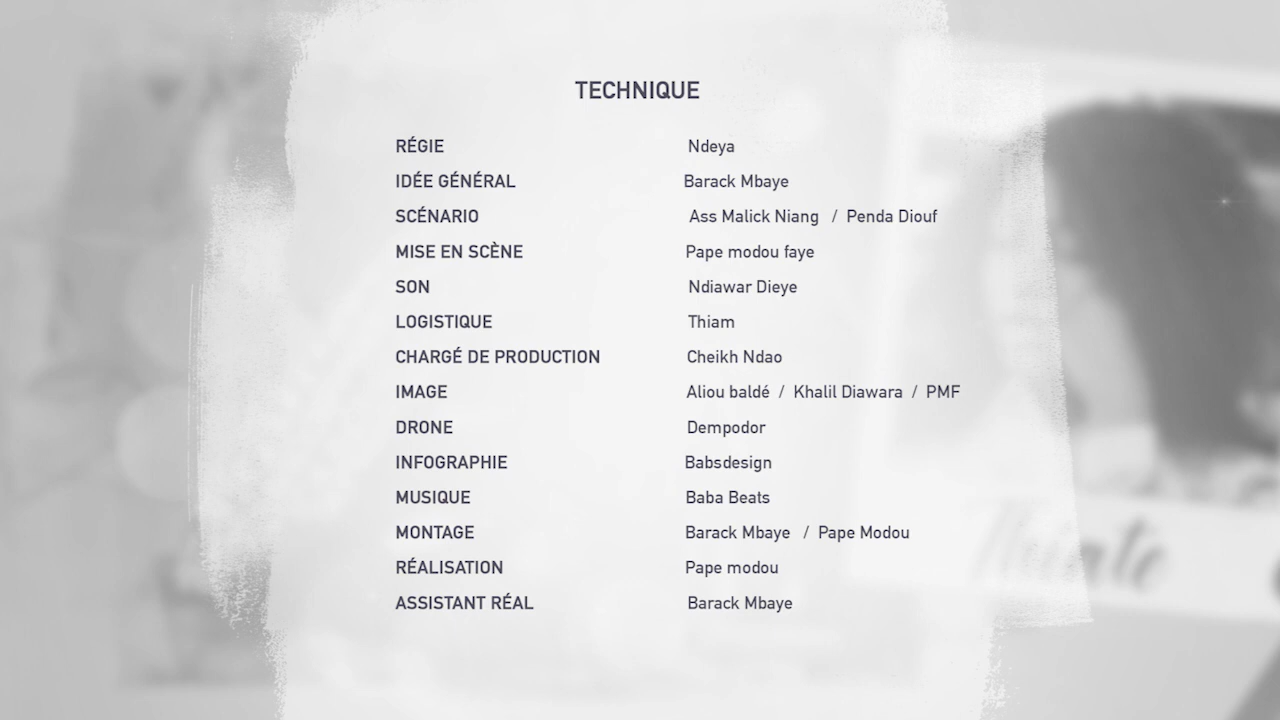 TECHNIQUE
RÉGIE Ndeya
IDÉE GÉNÉRAL Barack Mbaye
SCÉNARIO Ass Malick Niang / Penda Diouf
MISE EN SCÈNE Pape modou faye
SON Ndiawar Dieye
LOGISTIQUE Thiam
CHARGÉ DE PRODUCTION Cheikh Ndao
IMAGE Aliou baldé / Khalil Diawara / PMF
DRONE Dempodor
INFOGRAPHIE Babsdesign
MUSIQUE Baba Beats
MONTAGE Barack Mbaye / Pape Modou
RÉALISATION Pape modou
ASSISTANT RÉAL Barack Mbaye